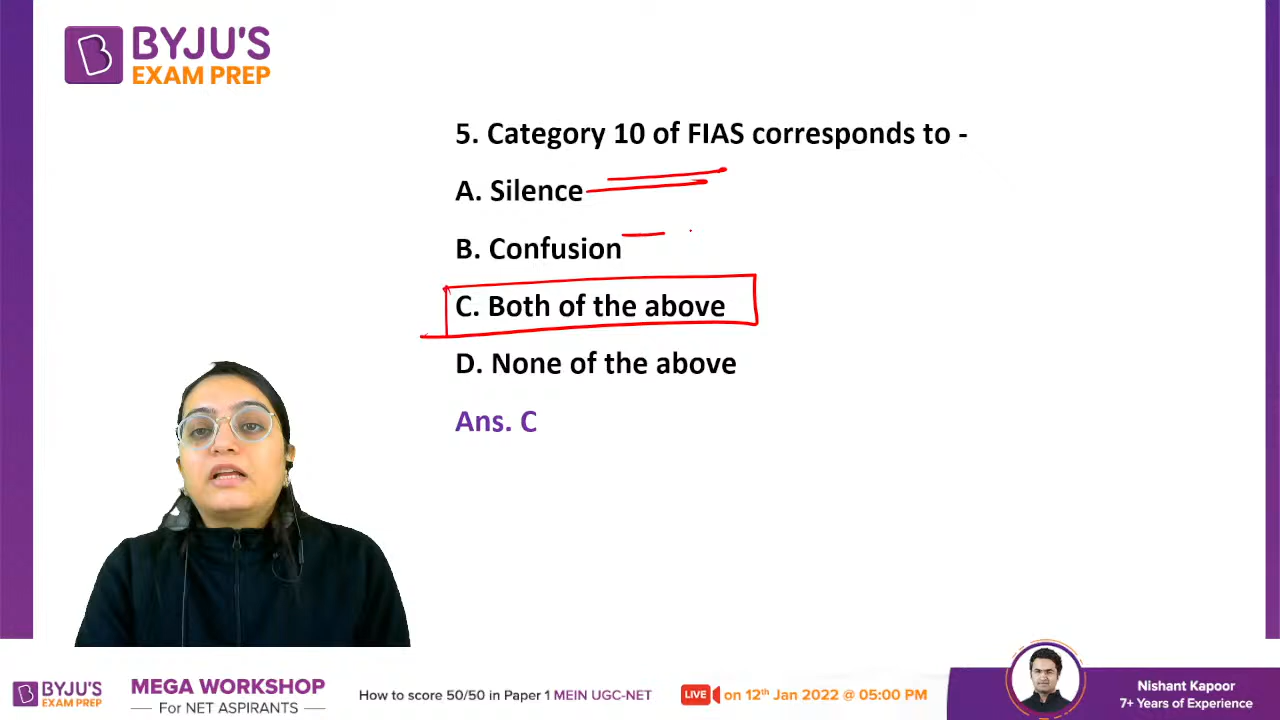 BYJU'S
EXAM PREP
5. Category 10 of FIAS corresponds to -
A. Silence
B. Confusion
C. Both of the above
D. None of the above
Ans. C
BYJU'S
EXAM PREP
MEGA WORKSHOP
For NET ASPIRANTS
How to score 50/50 in Paper 1 MEIN UGC-NET
LIVE on 12th Jan 2022 @ 05:00 PM
Nishant Kapoor
7+ Years of Experience